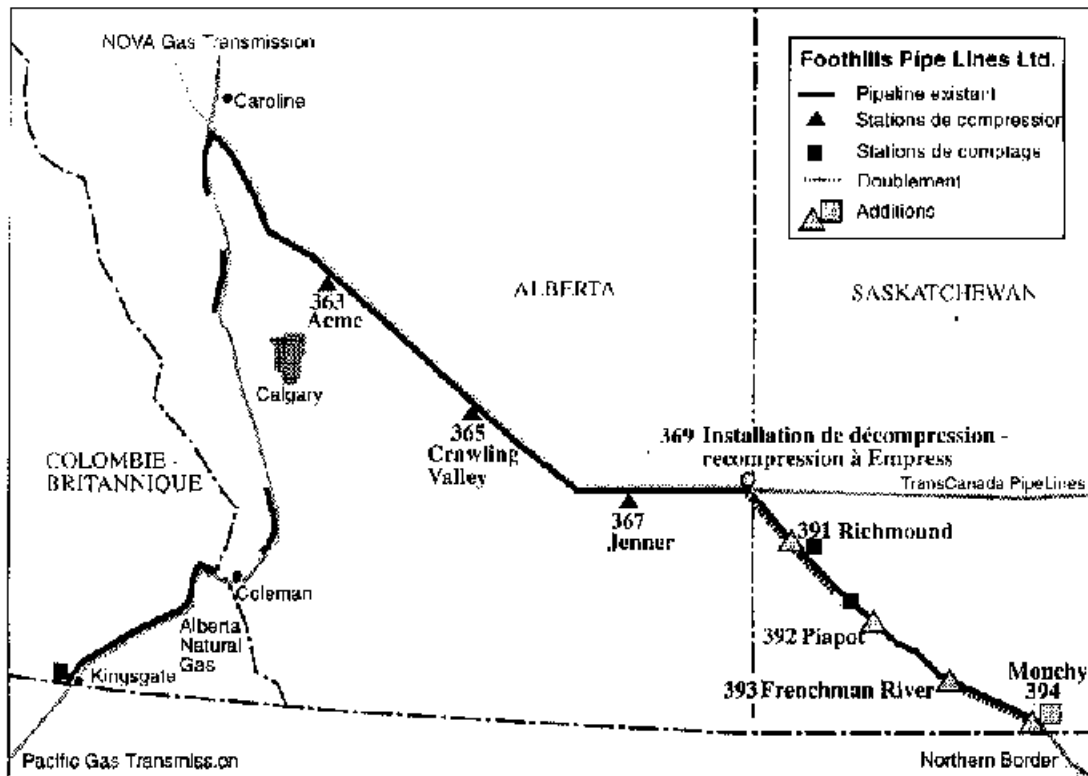 NOVA Gas Transmission
Caroline
Foothills Pipe Lines Ltd.
Pipeline existant
Stations de compression
Stations de comptage
Doublement
Additions
363
Acme
ALBERTA
SASKATCHEWAN
Calgary
365
Crawling
Valley
369 Installation de décompression -
recompression à Empress
COLOMBIE -
BRITANNIQUE
TransCanada PipeLines
367
Jenner
391 Richmound
Coleman
Alberta
Natural
Gas
392 Piapot
Kingsgate
393 Frenchman River
Monchy
394
Pacific Gas Transmission
Northern Border